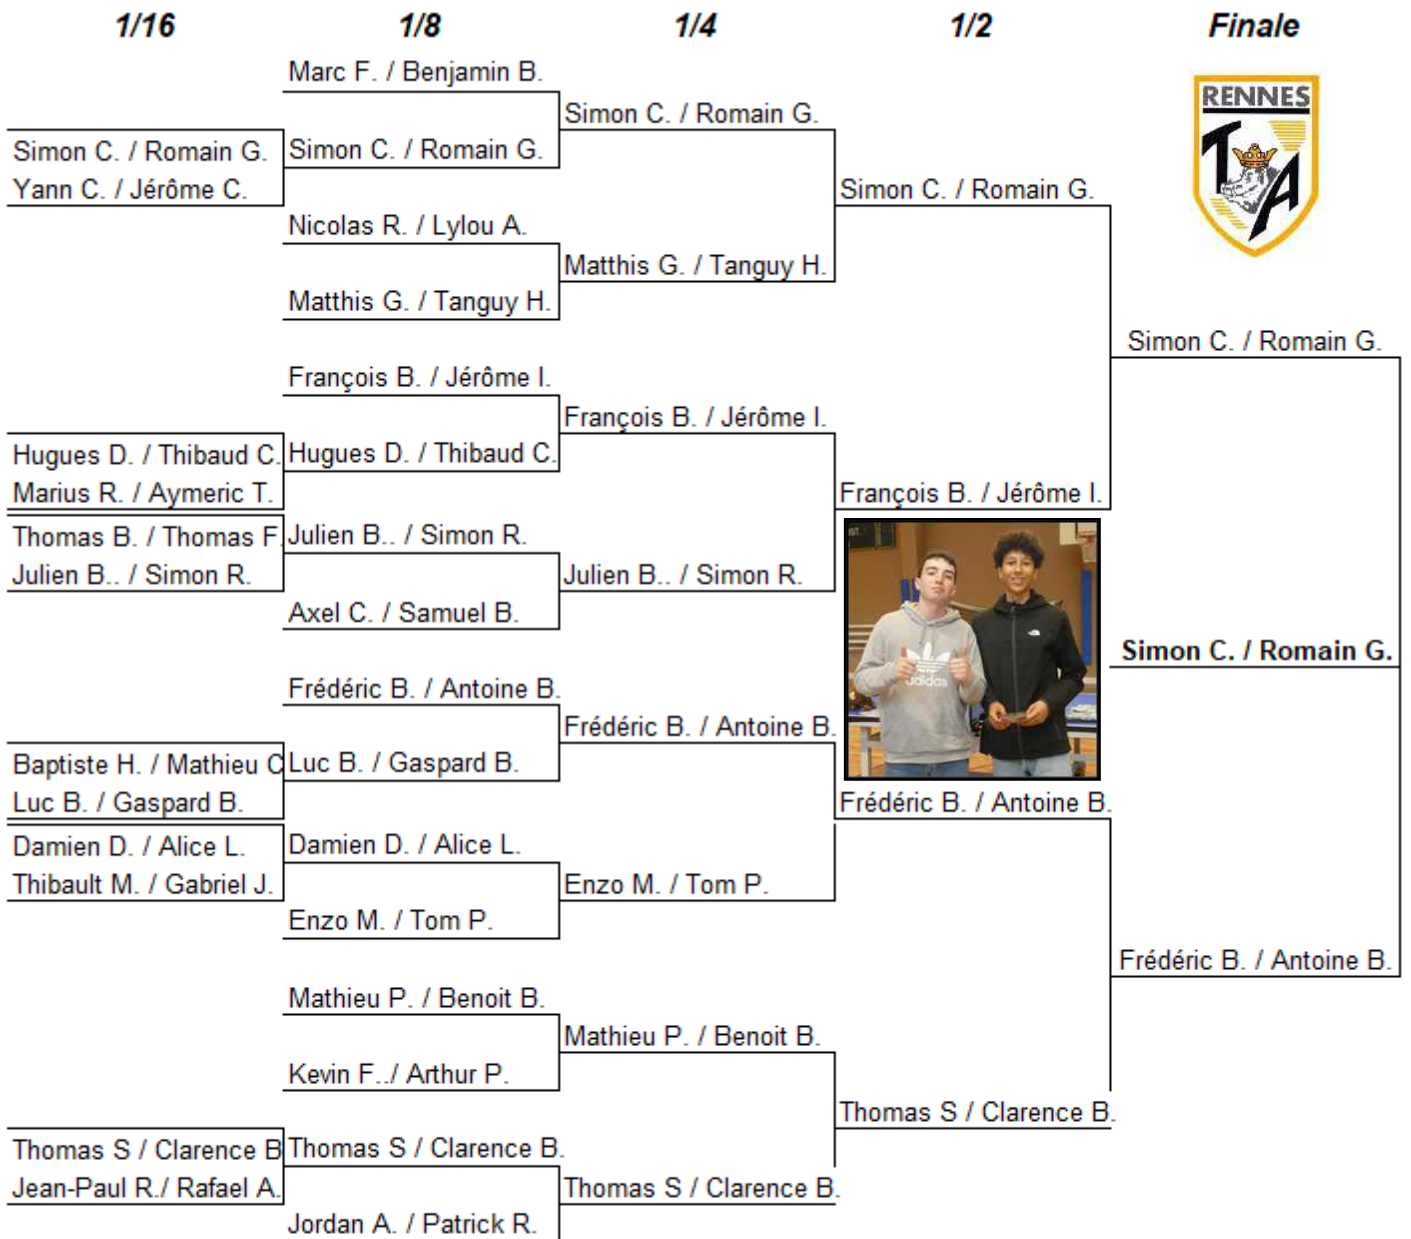 1/16
1/8
1/4
1/2
Finale
Simon C. / Romain G.
Yann C. / Jérôme C.
Hugues D. / Thibaud C.
Marius R. / Aymeric T.
Thomas B. / Thomas F.
Julien B.. / Simon R.
Baptiste H. / Mathieu C
Luc B. / Gaspard B.
Damien D. / Alice L.
Thibault M. / Gabriel J.
Thomas S / Clarence B
Jean-Paul R./ Rafael A.
Marc F. / Benjamin B.
Simon C. / Romain G.
Nicolas R. / Lylou A.
Matthis G. / Tanguy H.
François B. / Jérôme I.
Hugues D. / Thibaud C.
Julien B.. / Simon R.
Axel C. / Samuel B.
Frédéric B. / Antoine B.
Luc B. / Gaspard B.
Damien D. / Alice L.
Enzo M. / Tom P.
Mathieu P. / Benoit B.
Kevin F../ Arthur P.
Thomas S / Clarence B.
Jordan A. / Patrick R.
Simon C. / Romain G.
Matthis G. / Tanguy H.
François B. / Jérôme I.
Julien B.. / Simon R.
Frédéric B. / Antoine B.
Enzo M. / Tom P.
Mathieu P. / Benoit B.
Thomas S / Clarence B.
Simon C. / Romain G.
François B. / Jérôme I.
adidas
Frédéric B. / Antoine B.
Thomas S / Clarence B.
RENNES
TA
Simon C. / Romain G.
Simon C. / Romain G.
Frédéric B. / Antoine B.